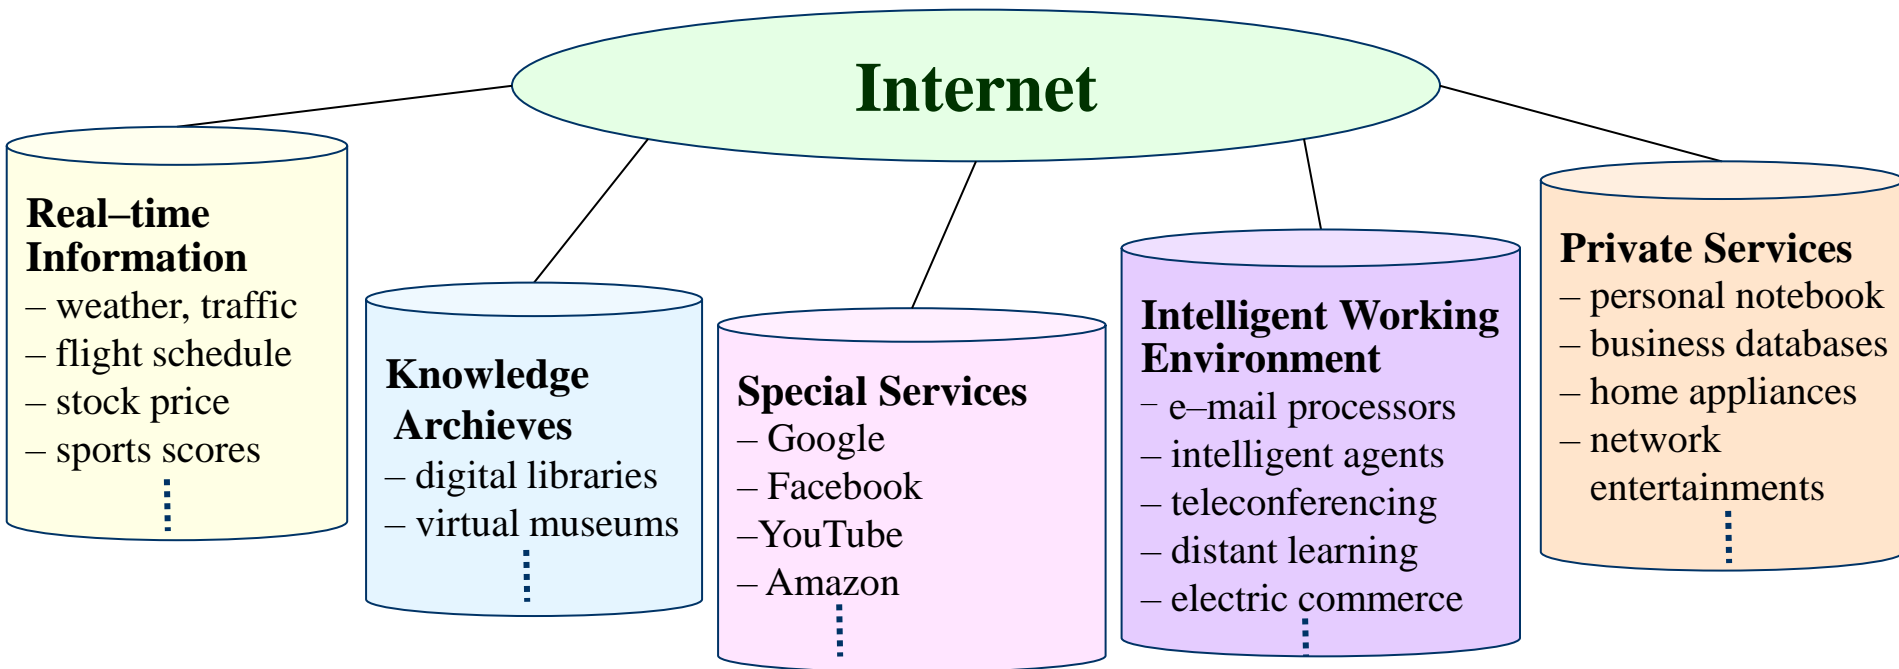 Internet
Real–time
Information
– weather, traffic
– flight schedule
– stock price
– sports scores
Knowledge
Archieves
– digital libraries
– virtual museums
Special Services
– Google
– Facebook
–YouTube
– Amazon
Intelligent Working
Environment
– e–mail processors
– intelligent agents
– teleconferencing
– distant learning
– electric commerce
Private Services
– personal notebook
– business databases
– home appliances
– network
entertainments